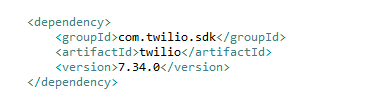 <dependency>
    <groupId>com.twilio.sdk</groupId>
    <artifactId>twilio</artifactId>
    <version>7.34.0</version>
</dependency>